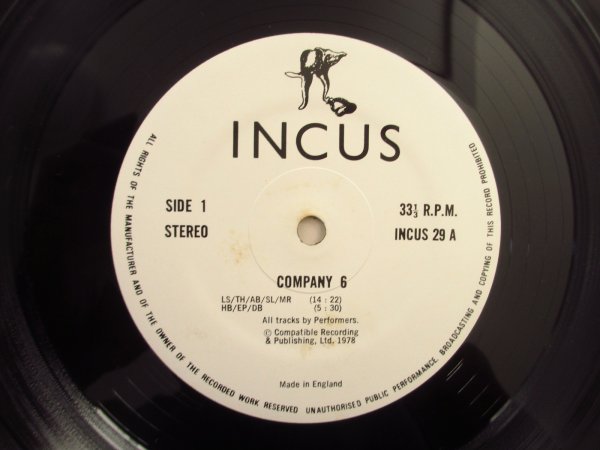 INCUS
SIDE 1
STEREO
33⅓ R.P.M.
INCUS 29 A
COMPANY 6
LS/TH/AB/SL/MR (14 : 22)
HB/EP/DB (5 : 30)
All tracks by Performers.
© Compatible Recording
& Publishing, Ltd. 1978
Made in England
ALL RIGHTS OF THE MANUFACTURER AND OF THE OWNER OF THE RECORDED WORK RESERVED UNAUTHORISED PUBLIC PERFORMANCE, BROADCASTING AND COPYING OF THIS RECORD PROHIBITED